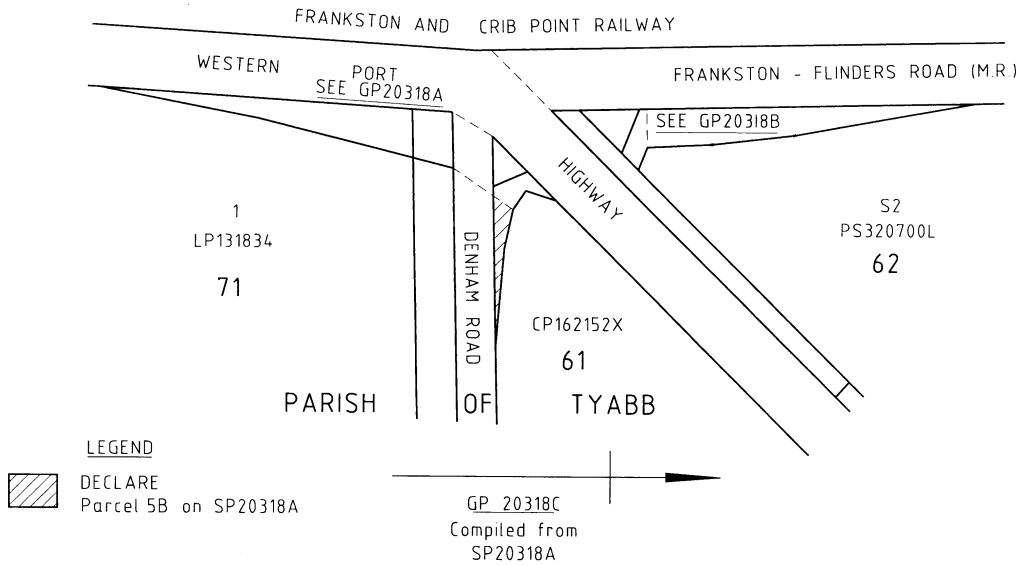 FRANKSTON AND CRIB POINT RAILWAY
WESTERN PORT
SEE GP20318A
FRANKSTON - FLINDERS ROAD (M.R.)
SEE GP20318B
HIGHWAY
1
LP131834
71
DENHAM ROAD
S2
PS320700L
62
CP162152X
61
PARISH OF TYABB
LEGEND
DECLARE
Parcel 5B on SP20318A
GP 20318C
Compiled from
SP20318A